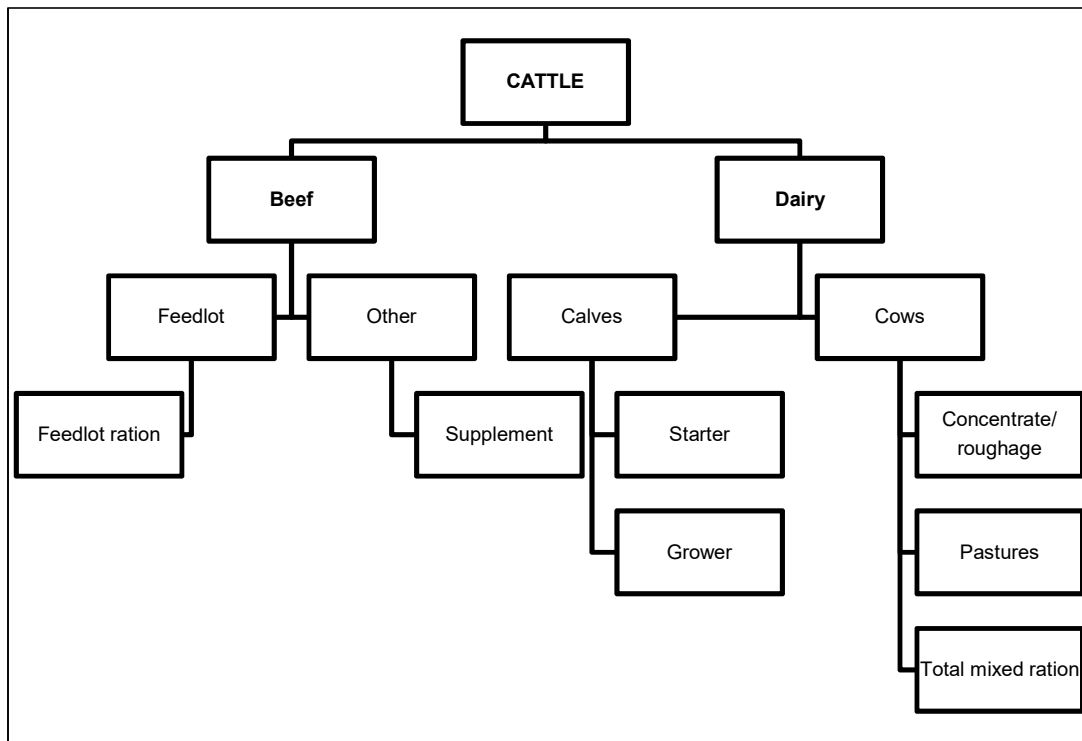 CATTLE
Beef
Dairy
Feedlot
Other
Calves
Cows
Feedlot ration
Supplement
Starter
Concentrate/
roughage
Grower
Pastures
Total mixed ration